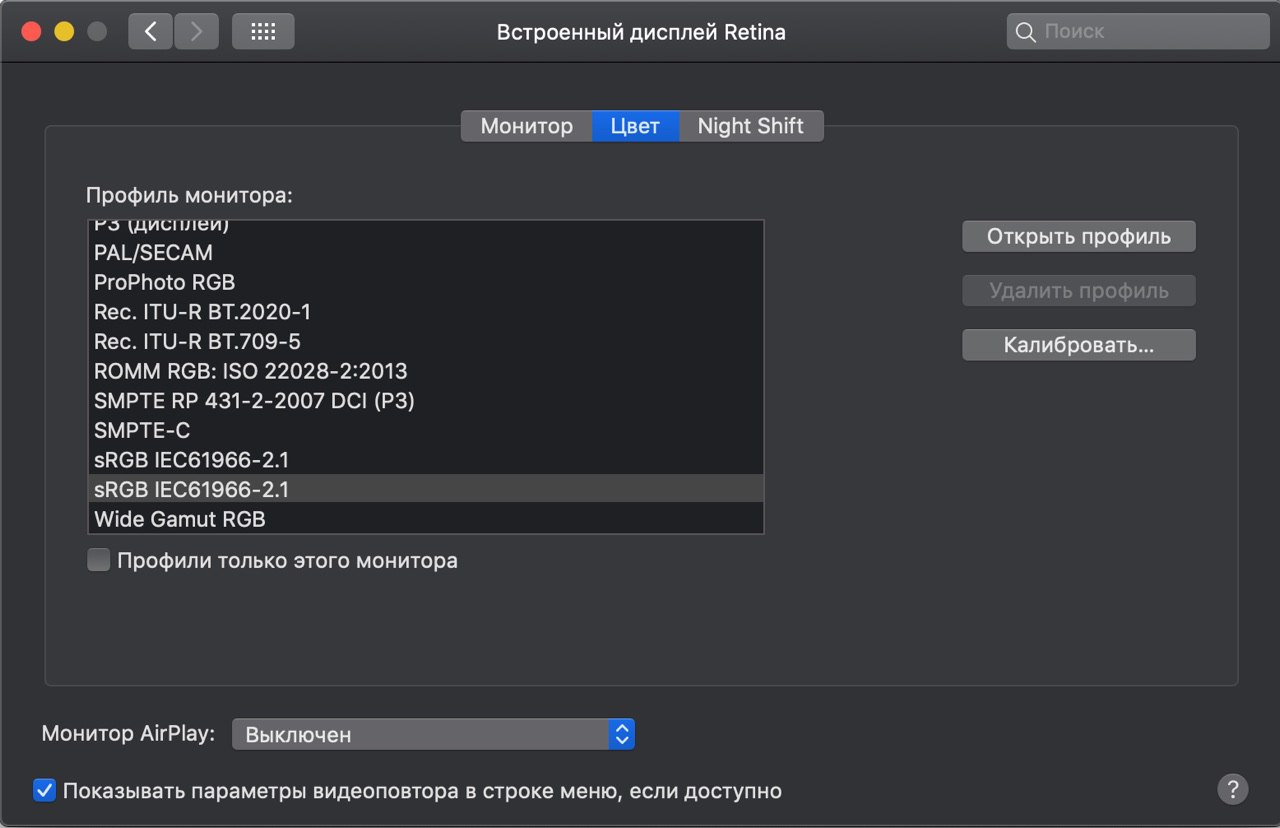 Встроенный дисплей Retina
Поиск
Монитор Цвет Night Shift
Профиль монитора:
P3 (дисплей)
PAL/SECAM
ProPhoto RGB
Rec. ITU-R BT.2020-1
Rec. ITU-R BT.709-5
ROMM RGB: ISO 22028-2:2013
SMPTE RP 431-2-2007 DCI (P3)
SMPTE-C
sRGB IEC61966-2.1
sRGB IEC61966-2.1
Wide Gamut RGB
Открыть профиль
Удалить профиль
Калибровать...
Профили только этого монитора
Монитор AirPlay: Выключен
Показывать параметры видеоповтора в строке меню, если доступно
?